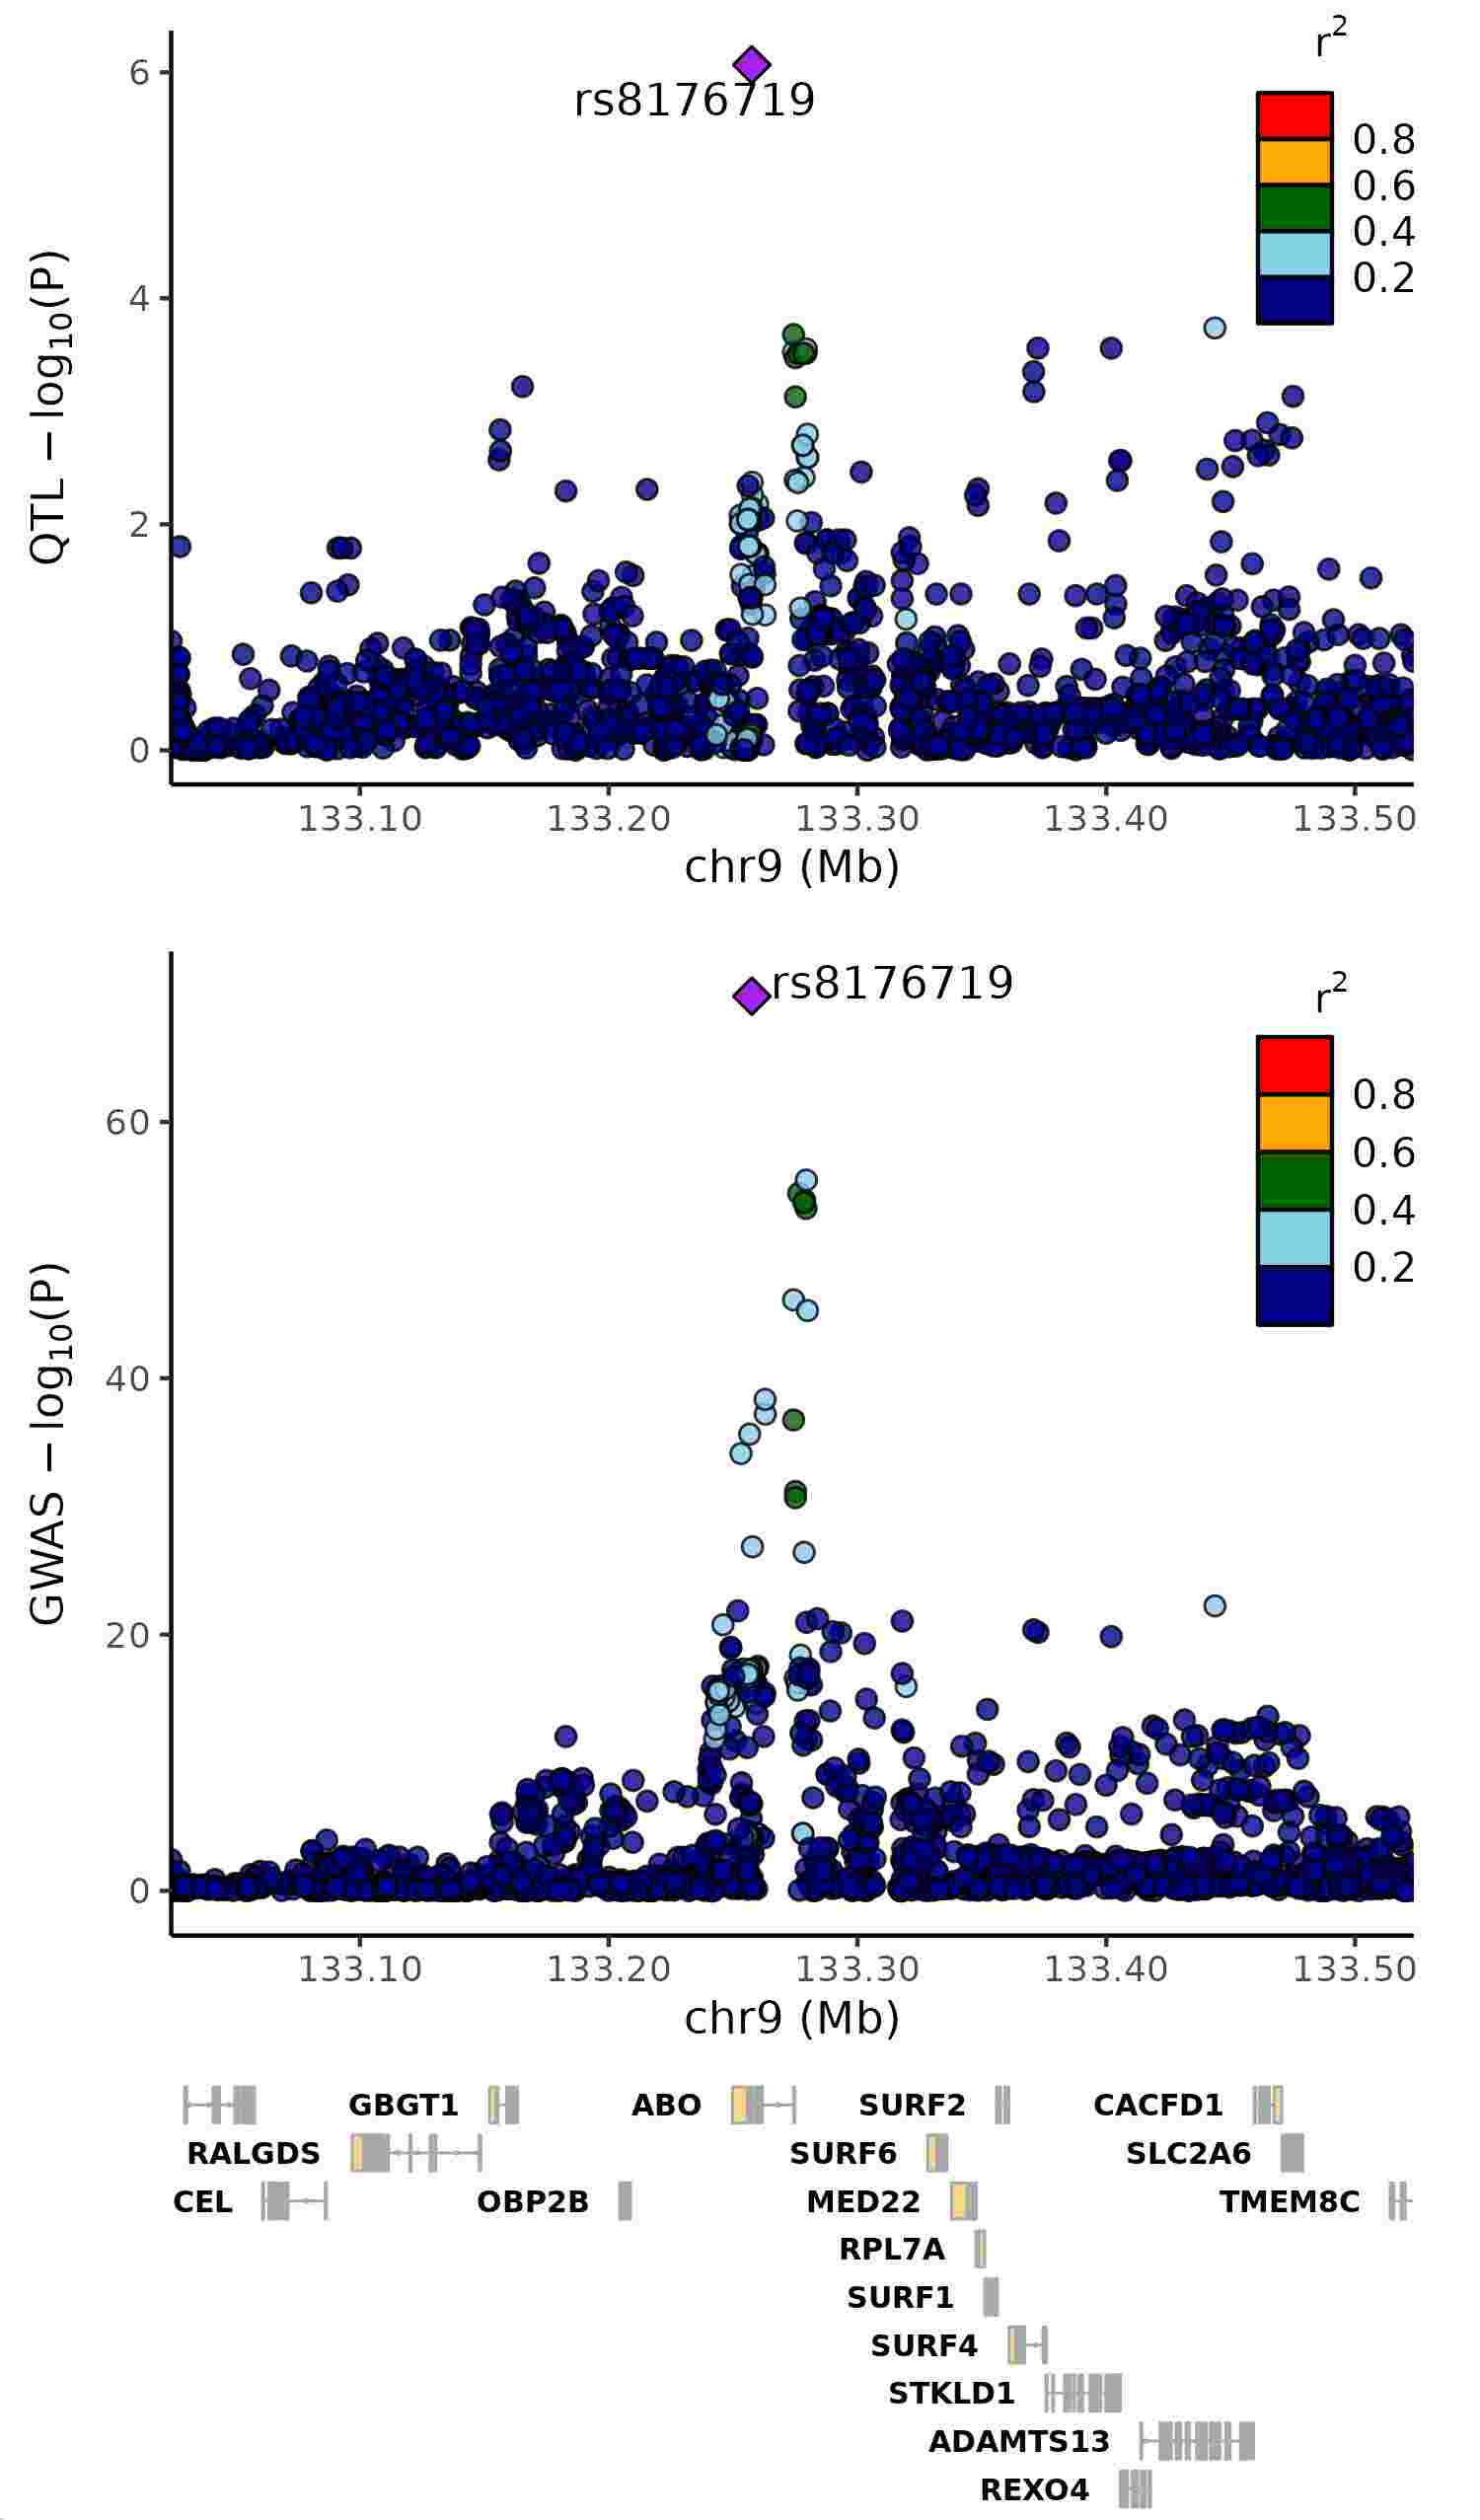 r2
6
rs8176719
0.8
0.6
0.4
0.2
4
2
0
QTL −log10(P)
133.10 133.20 133.30 133.40 133.50
chr9 (Mb)
rs8176719
r2
0.8
0.6
0.4
0.2
60
40
20
0
GWAS −log10(P)
133.10 133.20 133.30 133.40 133.50
chr9 (Mb)
GBGT1 ABO SURF2 CACFD1
RALGDS SURF6 SLC2A6
CEL OBP2B MED22 TMEM8C
RPL7A
SURF1
SURF4
STKLD1
ADAMTS13
REXO4